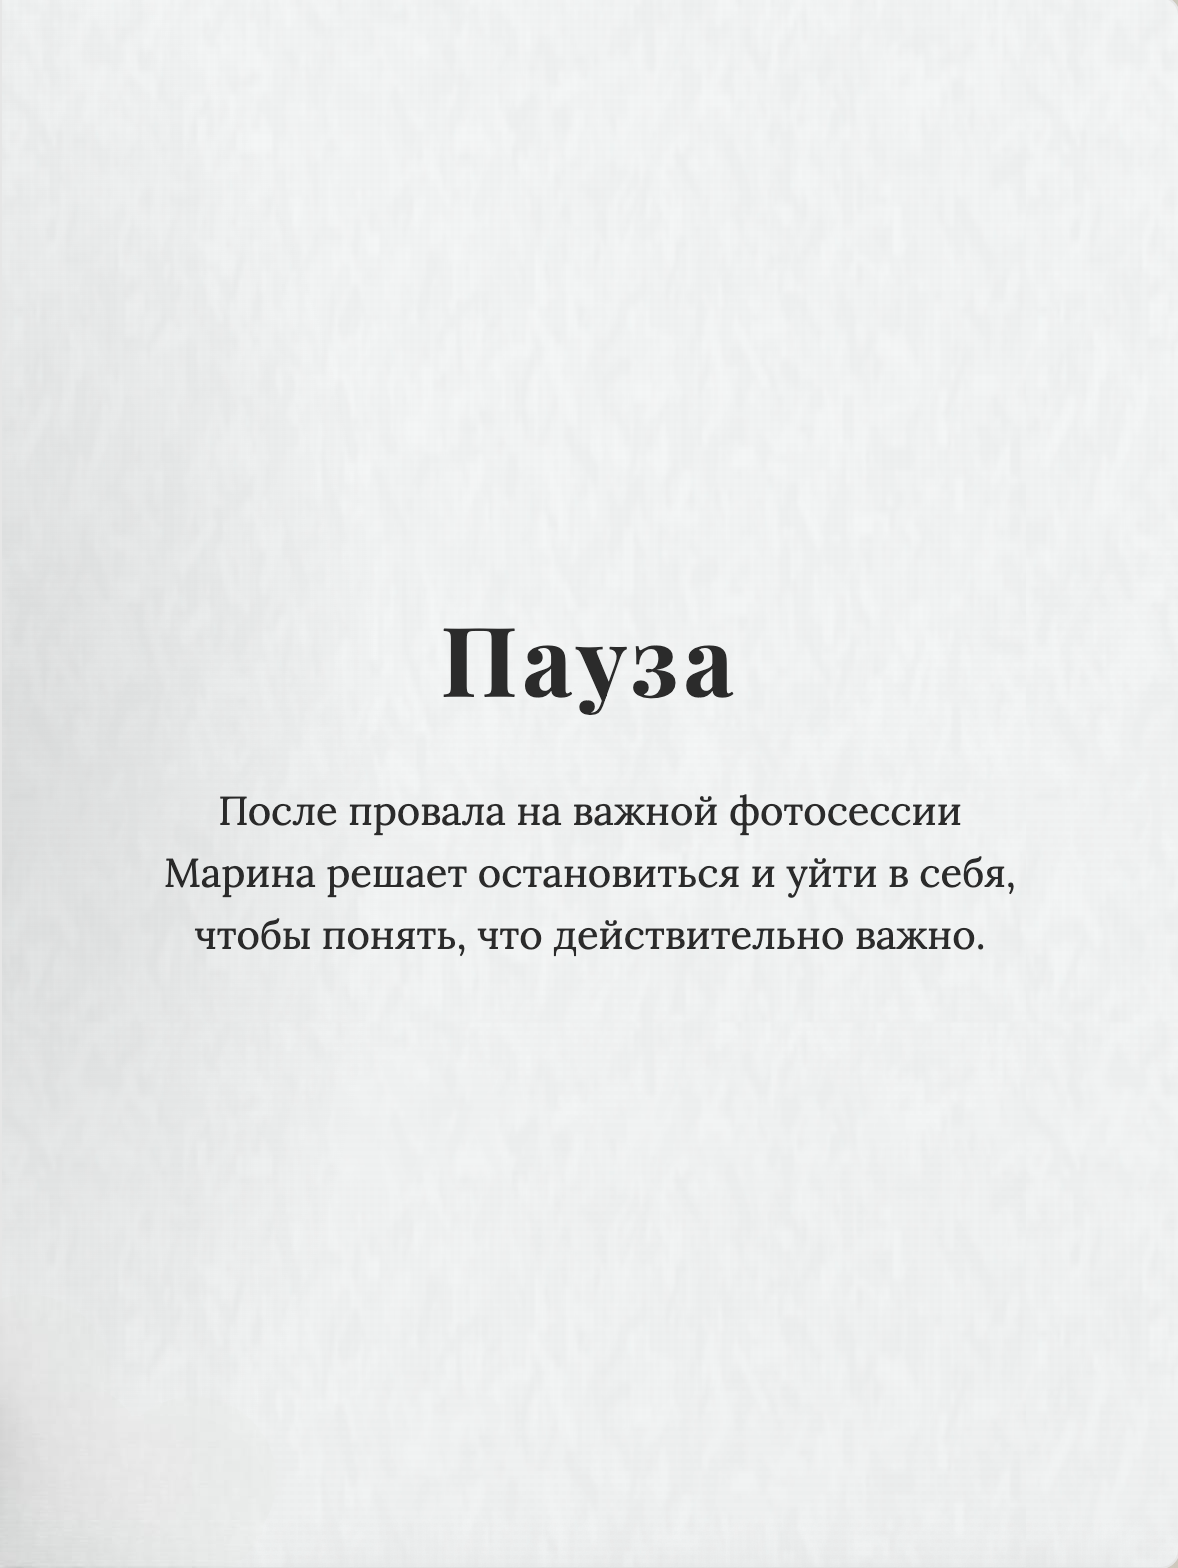 Пауза
После провала на важной фотосессии
Марина решает остановиться и уйти в себя,
чтобы понять, что действительно важно.